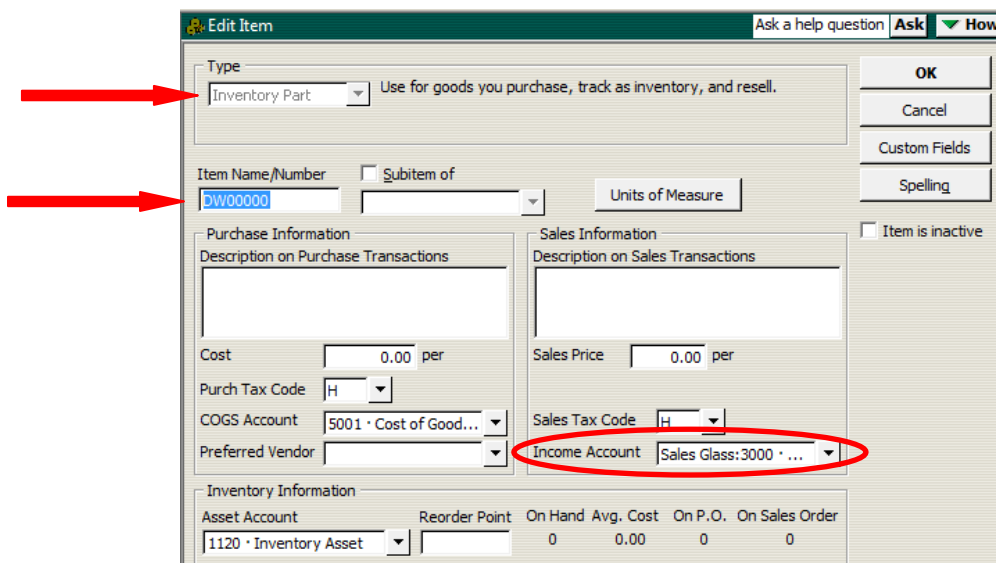 Edit Item
Ask a help question Ask How
Type
Inventory Part
Use for goods you purchase, track as inventory, and resell.
OK
Cancel
Custom Fields
Spelling
Item is inactive
Item Name/Number
Subitem of
DW00000
Units of Measure
Purchase Information
Description on Purchase Transactions
Cost 0.00 per
Purch Tax Code H
COGS Account 5001 · Cost of Good...
Preferred Vendor
Sales Information
Description on Sales Transactions
Sales Price 0.00 per
Sales Tax Code H
Income Account Sales Glass:3000 · ...
Inventory Information
Asset Account Reorder Point On Hand Avg. Cost On P.O. On Sales Order
1120 · Inventory Asset 0 0.00 0 0